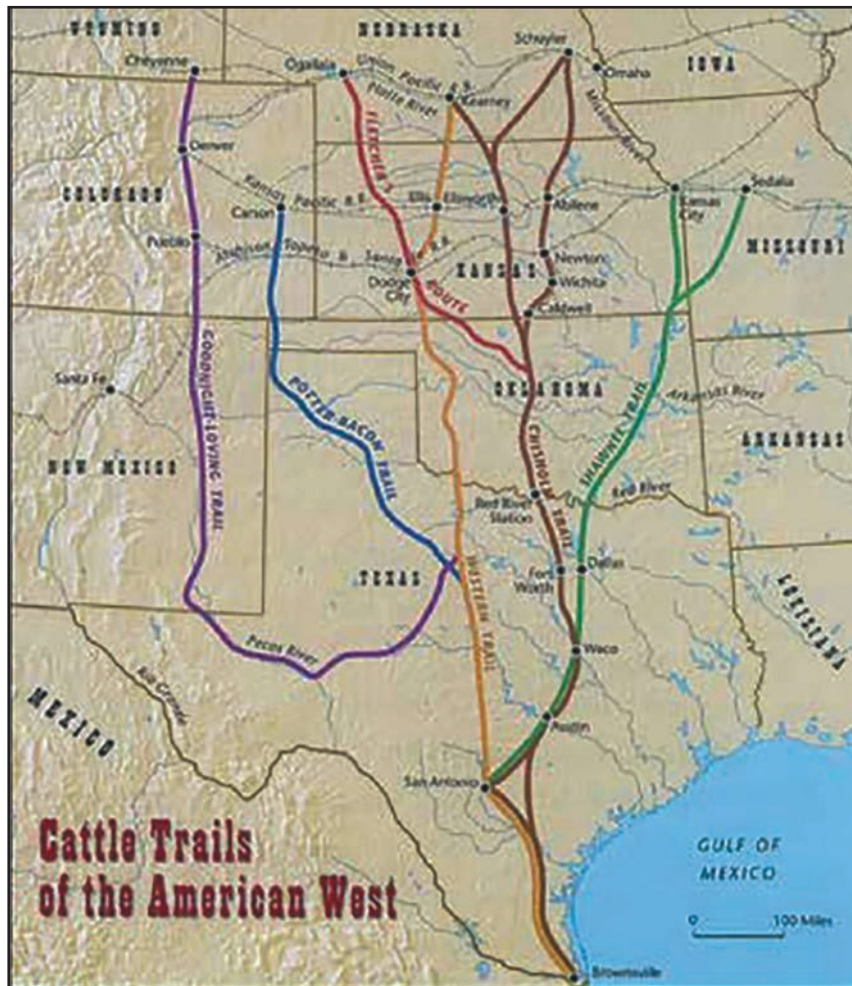 WYOMING
NEBRASKA
IOWA
Schuyler
Cheyenne
Ogallala
Union Pacific R.R.
Omaha
Kearney
Platte River
Missouri River
FLETCHER'S
ROUTE
Denver
COLORADO
Kansas Pacific R.R.
Carson
Ellis
Ellsworth
Abilene
Kansas
City
Sedalia
Pueblo
Atchison Topeka & Santa Fe R.R.
Dodge
City
KANSAS
Newton
Wichita
Caldwell
MISSOURI
GOODNIGHT-LOVING TRAIL
Santa Fe
POTTER-BACON TRAIL
OKLAHOMA
CHISHOLM TRAIL
SHAWNEE TRAIL
Arkansas River
ARKANSAS
NEW MEXICO
Red River
Station
Red River
TEXAS
WESTERN TRAIL
Fort
Worth
Dallas
LOUISIANA
Pecos River
Waco
MEXICO
Rio Grande
Austin
San Antonio
Cattle Trails
of the American West
GULF OF
MEXICO
0 100 Miles
Brownsville